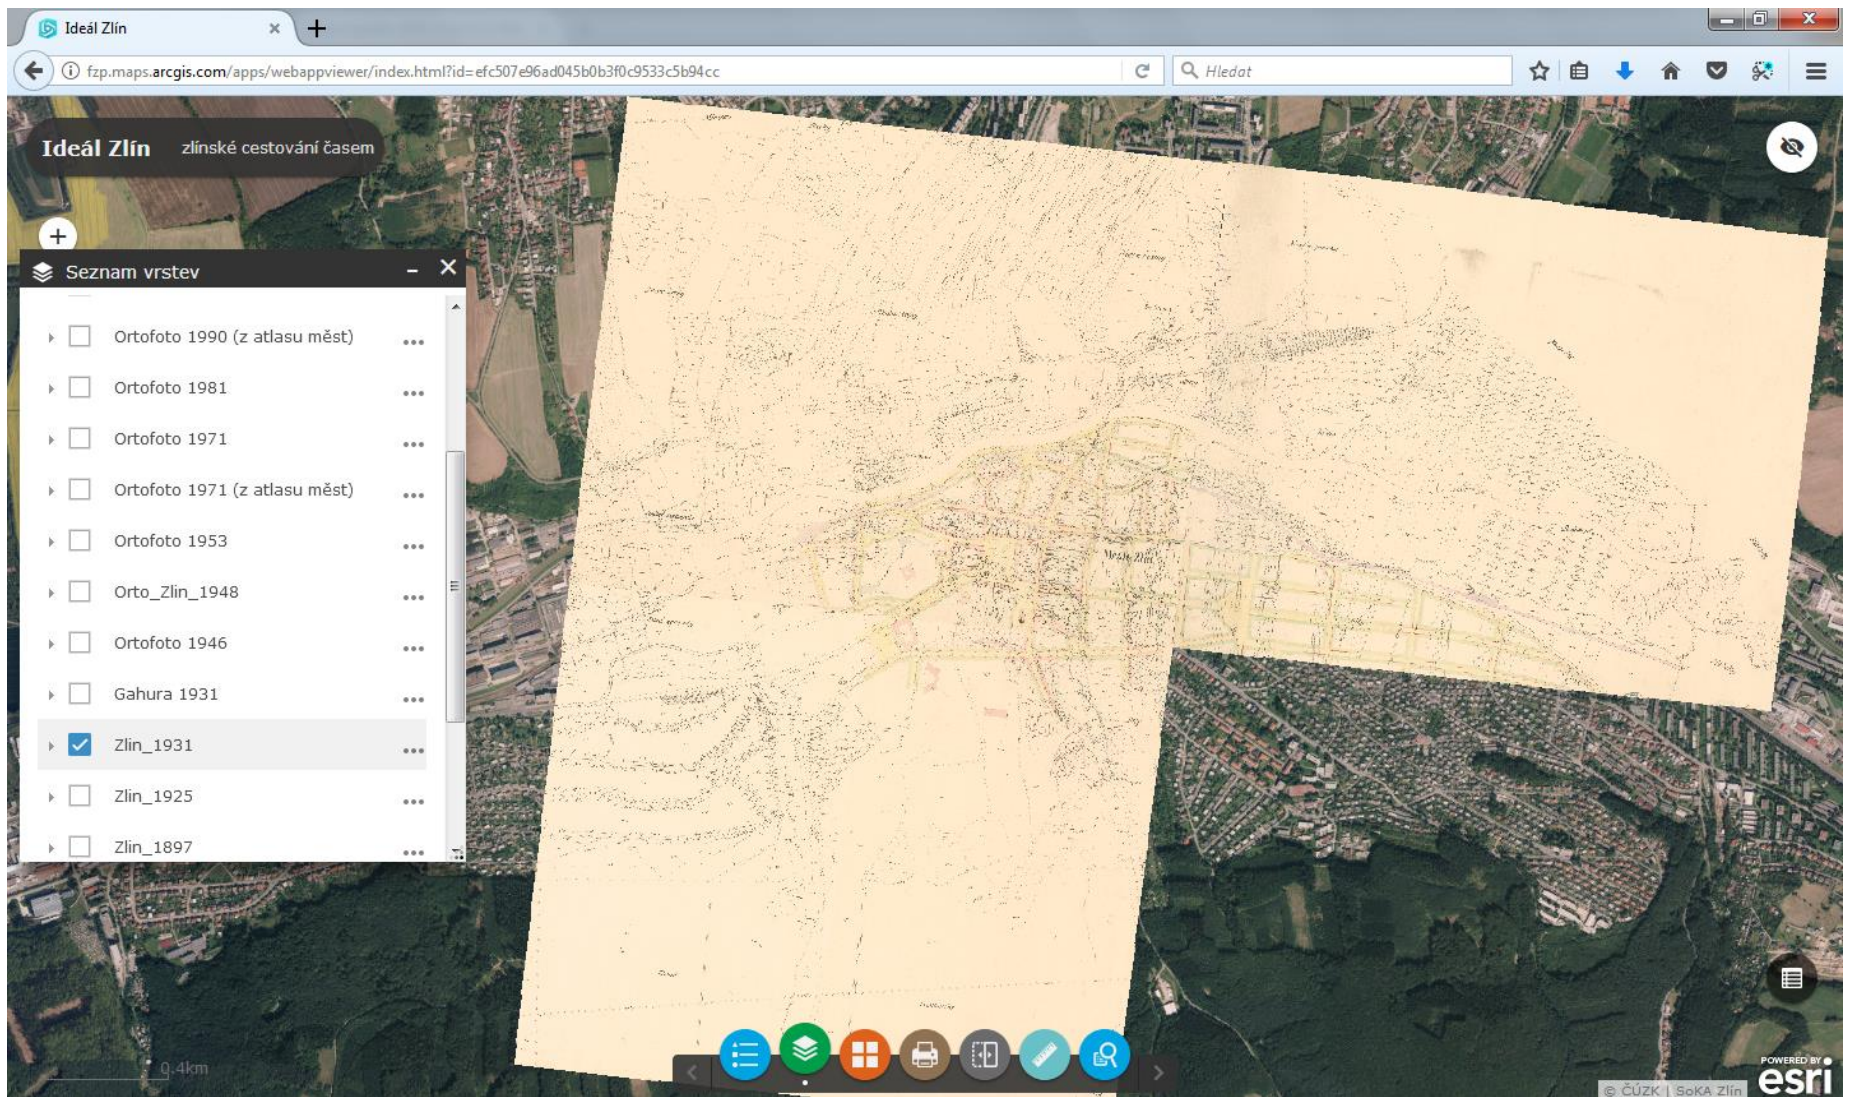 Ideál Zlín
fzp.maps.arcgis.com/apps/webappviewer/index.html?id=efc507e96ad045b0b3f0c9533c5b94cc
Hledat
Ideál Zlín zlínské cestování časem
Seznam vrstev
Ortofoto 1990 (z atlasu měst)
Ortofoto 1981
Ortofoto 1971
Ortofoto 1971 (z atlasu měst)
Ortofoto 1953
Orto_Zlin_1948
Ortofoto 1946
Gahura 1931
Zlin_1931
Zlin_1925
Zlin_1897
Město Zlín
0.4km
POWERED BY
esri
© ČÚZK | SoKA Zlín